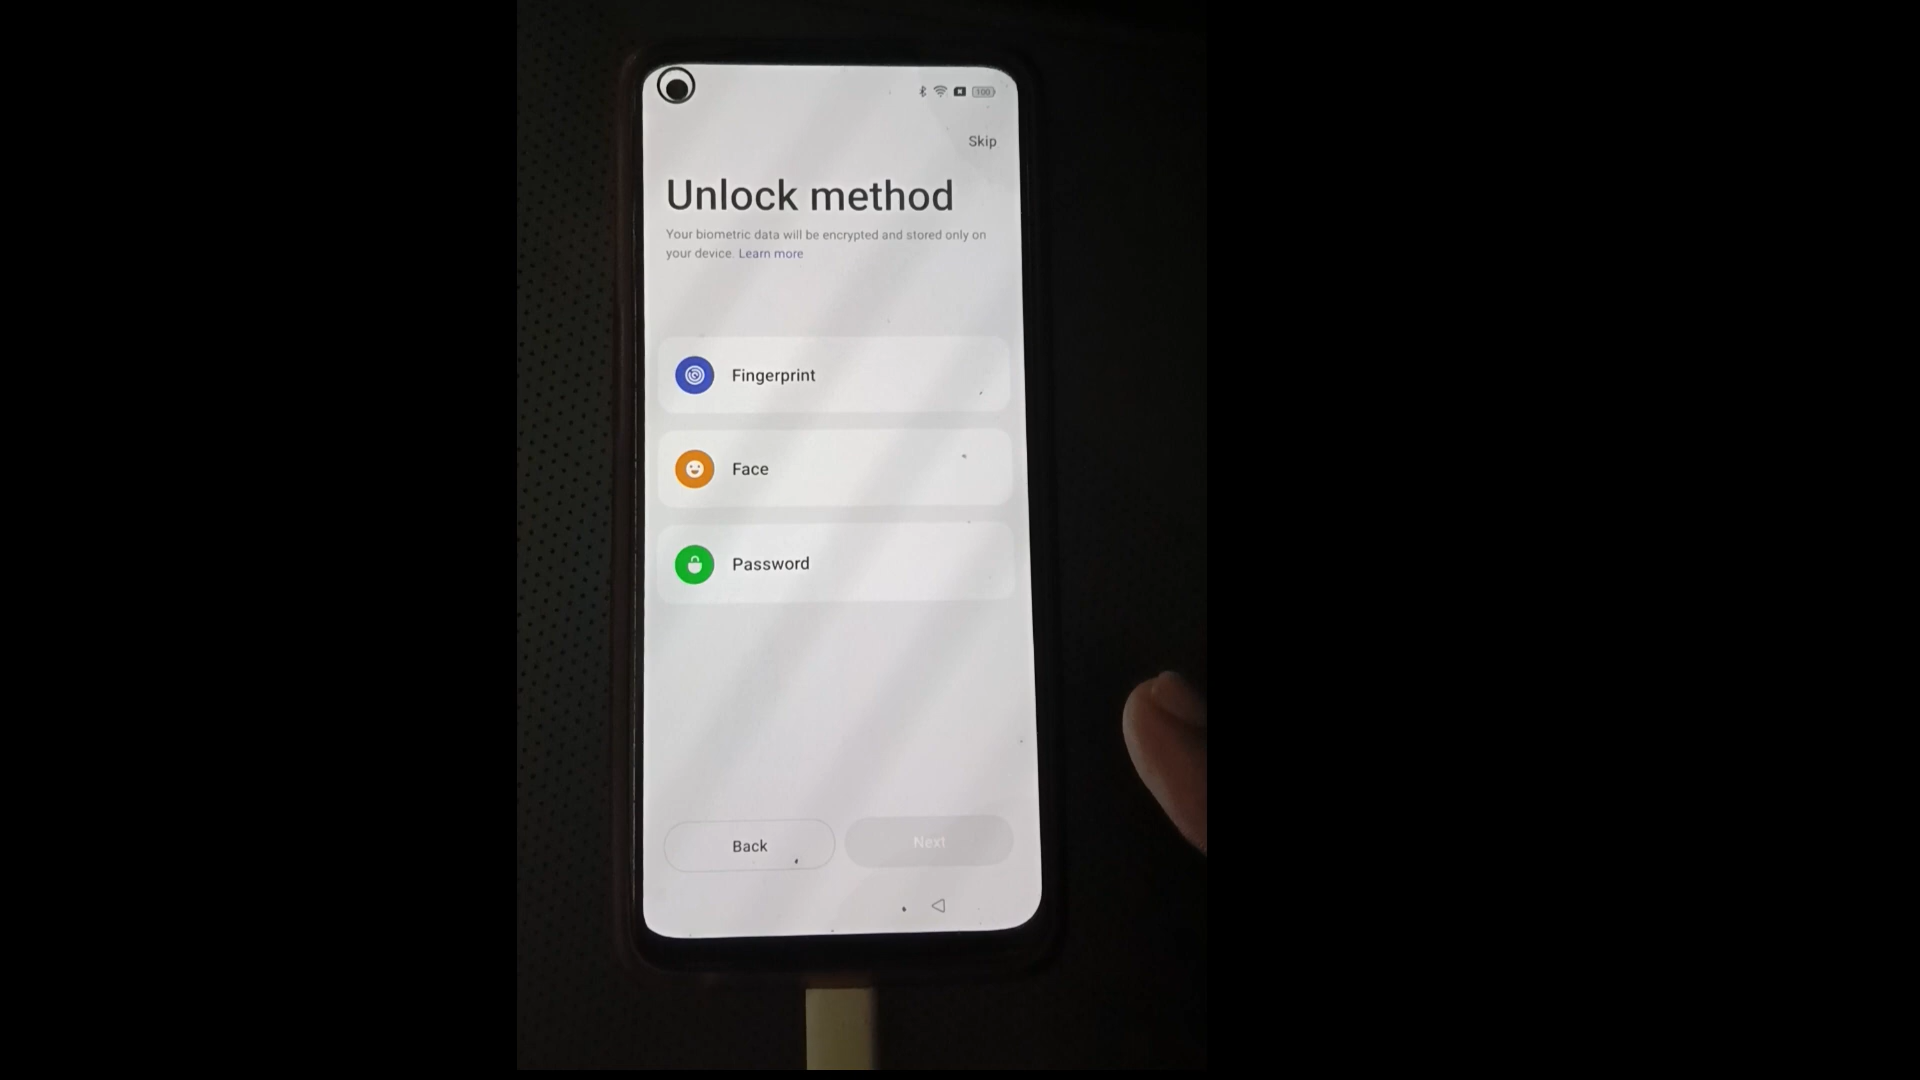 100
Skip
Unlock method
Your biometric data will be encrypted and stored only on
your device. Learn more
Fingerprint
Face
Password
Back
Next